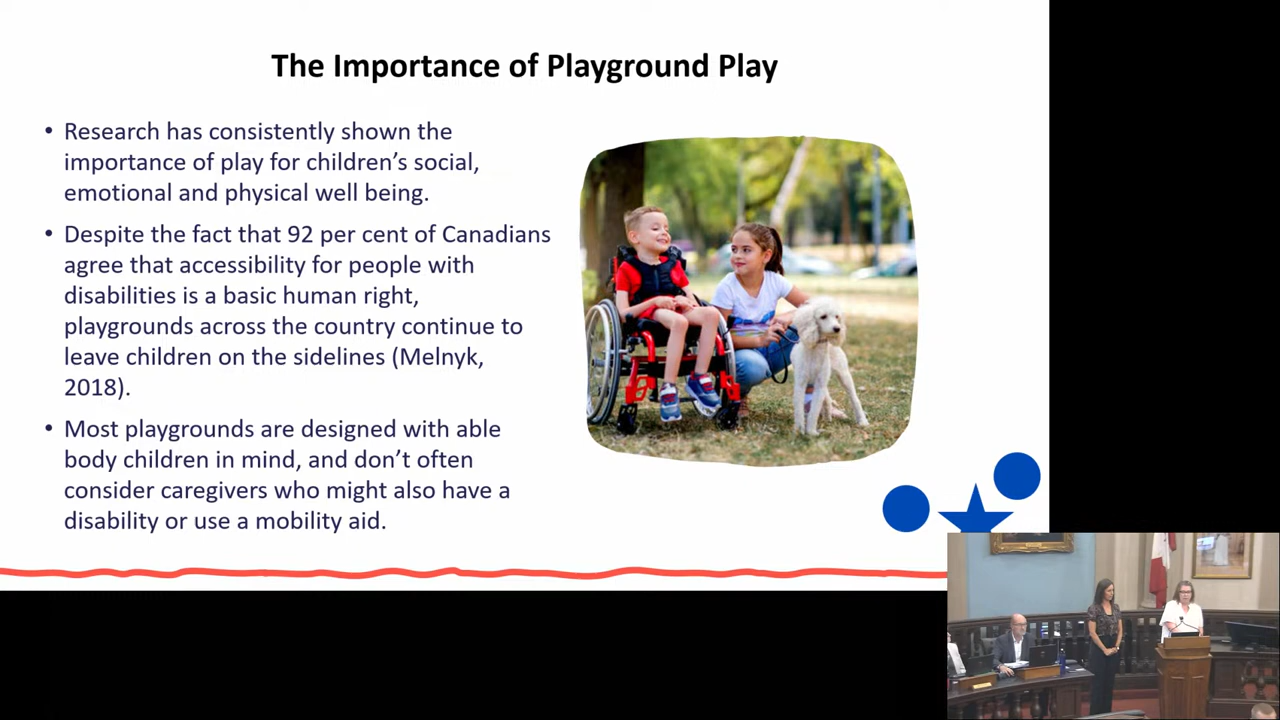 The Importance of Playground Play
• Research has consistently shown the
importance of play for children’s social,
emotional and physical well being.
• Despite the fact that 92 per cent of Canadians
agree that accessibility for people with
disabilities is a basic human right,
playgrounds across the country continue to
leave children on the sidelines (Melnyk,
2018).
• Most playgrounds are designed with able
body children in mind, and don’t often
consider caregivers who might also have a
disability or use a mobility aid.